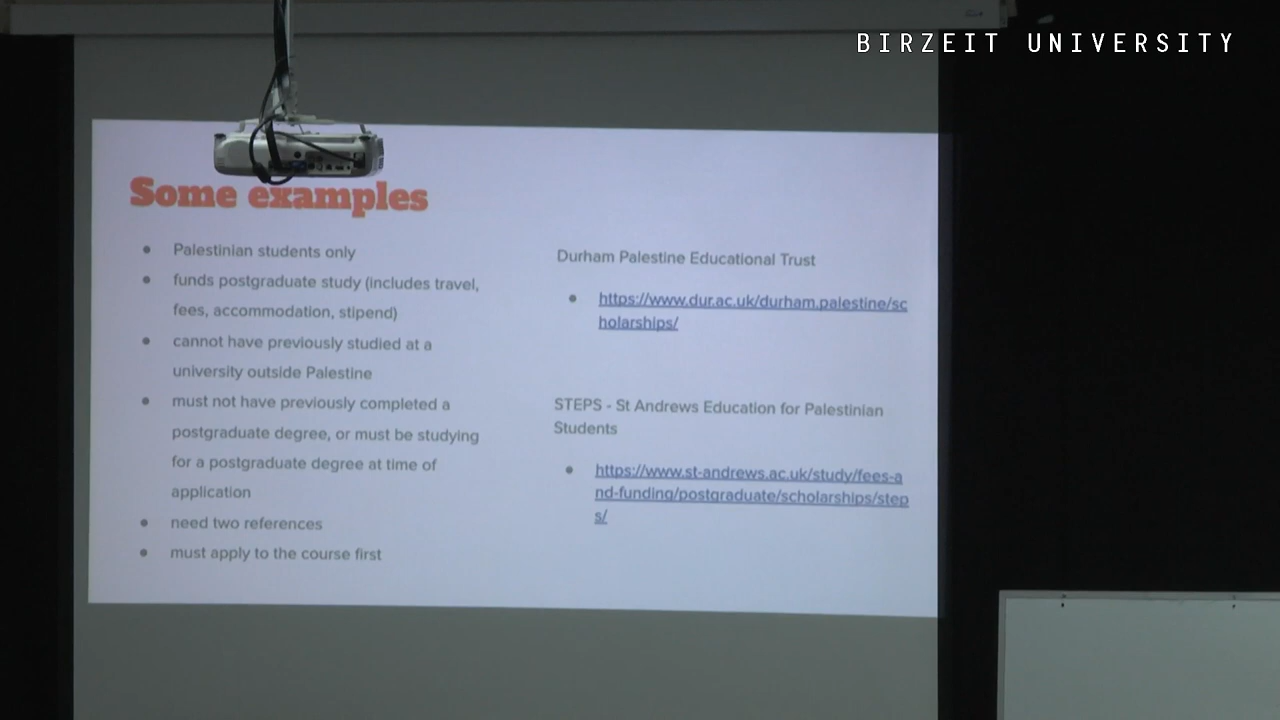 BIRZEIT UNIVERSITY
Some examples
Palestinian students only
funds postgraduate study (includes travel,
fees, accommodation, stipend)
cannot have previously studied at a
university outside Palestine
must not have previously completed a
postgraduate degree, or must be studying
for a postgraduate degree at time of
application
need two references
must apply to the course first
Durham Palestine Educational Trust
https://www.dur.ac.uk/durham.palestine/sc
holarships/
STEPS - St Andrews Education for Palestinian
Students
https://www.st-andrews.ac.uk/study/fees-a
nd-funding/postgraduate/scholarships/step
s/